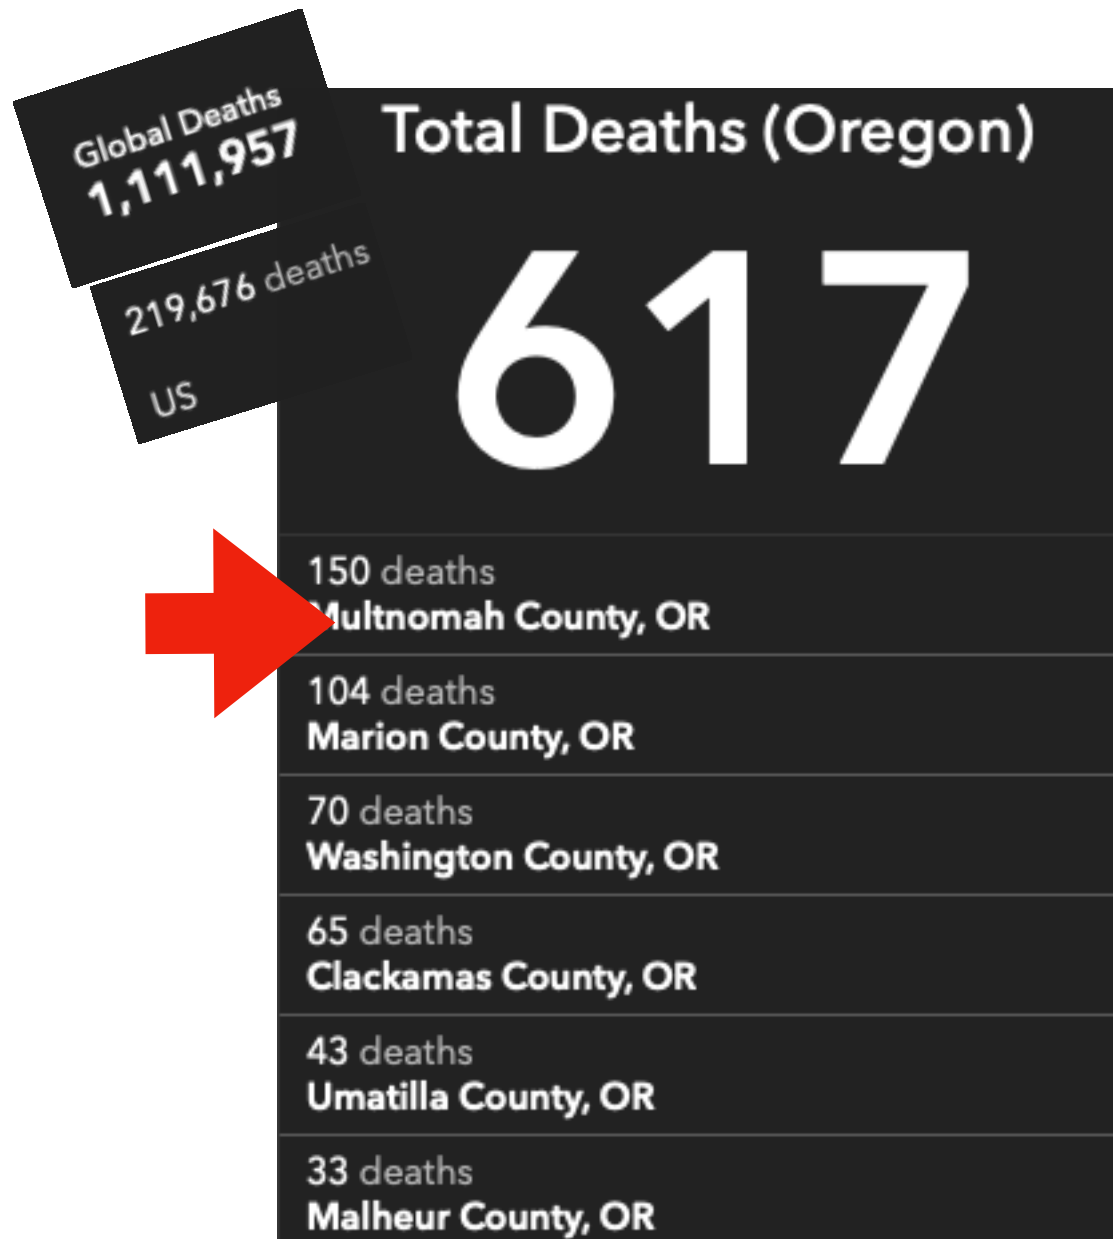 Global Deaths
1,111,957
219,676 deaths
US
Total Deaths (Oregon)
617
150 deaths
Multnomah County, OR
104 deaths
Marion County, OR
70 deaths
Washington County, OR
65 deaths
Clackamas County, OR
43 deaths
Umatilla County, OR
33 deaths
Malheur County, OR